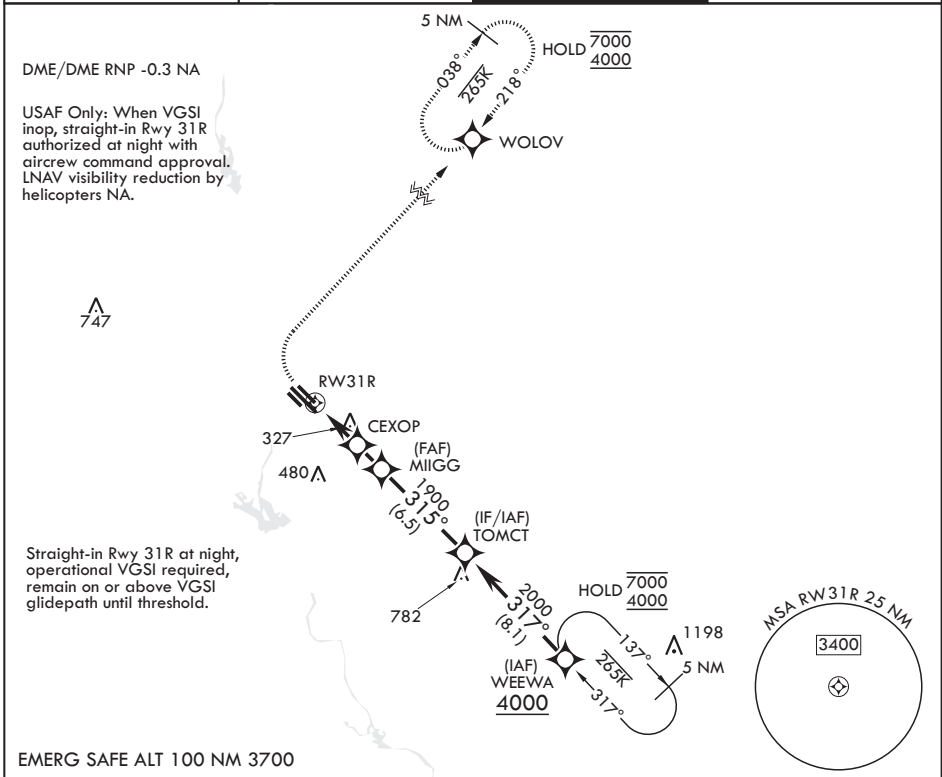 5 NM
HOLD 7000
4000
038°
265K
218°
WOLOV
DME/DME RNP -0.3 NA
USAF Only: When VGSI
inop, straight-in Rwy 31R
authorized at night with
aircrew command approval.
LNAV visibility reduction by
helicopters NA.
747
RW31R
327
CEXOP
(FAF)
MIIGG
480
1900
315°
(6.5)
(IF/IAF)
TOMCT
Straight-in Rwy 31R at night,
operational VGSI required,
remain on or above VGSI
glidepath until threshold.
782
2000
317°
(8.1)
HOLD 7000
4000
137°
1198
5 NM
265K
317°
(IAF)
WEEWA
4000
MSA RW31R 25 NM
3400
EMERG SAFE ALT 100 NM 3700